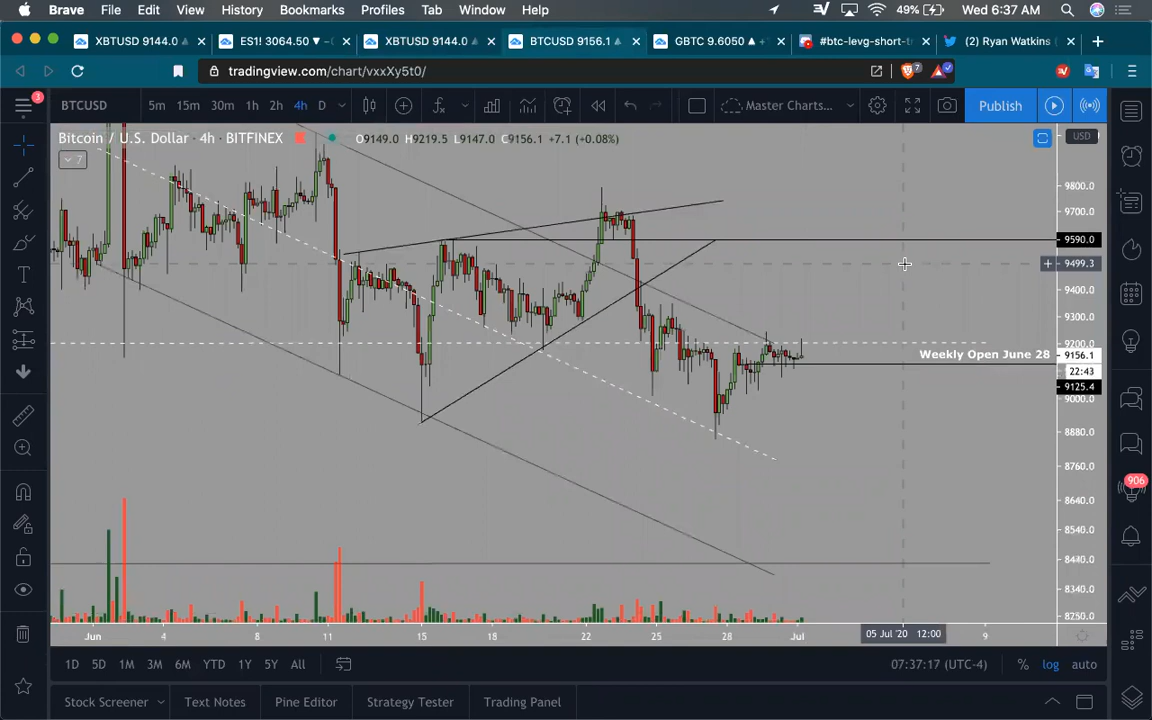 Brave File Edit View History Bookmarks Profiles Tab Window Help 49% Wed 6:37 AM
XBTUSD 9144.0 ES1! 3064.50 XBTUSD 9144.0 BTCUSD 9156.1 GBTC 9.6050 #btc-levg-short-tr (2) Ryan Watkins
tradingview.com/chart/vxxXy5t0/ 7
3 BTCUSD 5m 15m 30m 1h 2h 4h D Master Charts... Publish
Bitcoin / U.S. Dollar · 4h · BITFINEX O9149.0 H9219.5 L9147.0 C9156.1 +7.1 (+0.08%) USD
7
9800.0
9700.0
9590.0
9499.3
9400.0
9300.0
9200.0
Weekly Open June 28 9156.1
22:43
9125.4
9000.0
8880.0
8760.0
906
8640.0
8540.0
8440.0
8340.0
8250.0
Jun 4 8 11 15 18 22 25 28 Jul 05 Jul '20 12:00 9
1D 5D 1M 3M 6M YTD 1Y 5Y All 07:37:17 (UTC-4) % log auto
Stock Screener Text Notes Pine Editor Strategy Tester Trading Panel